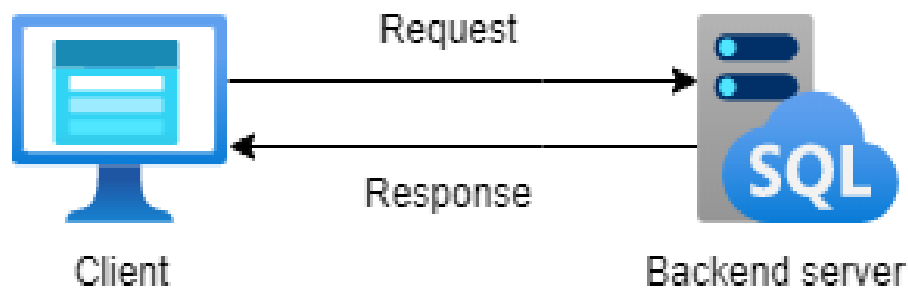 Request
Response
SQL
Client
Backend server